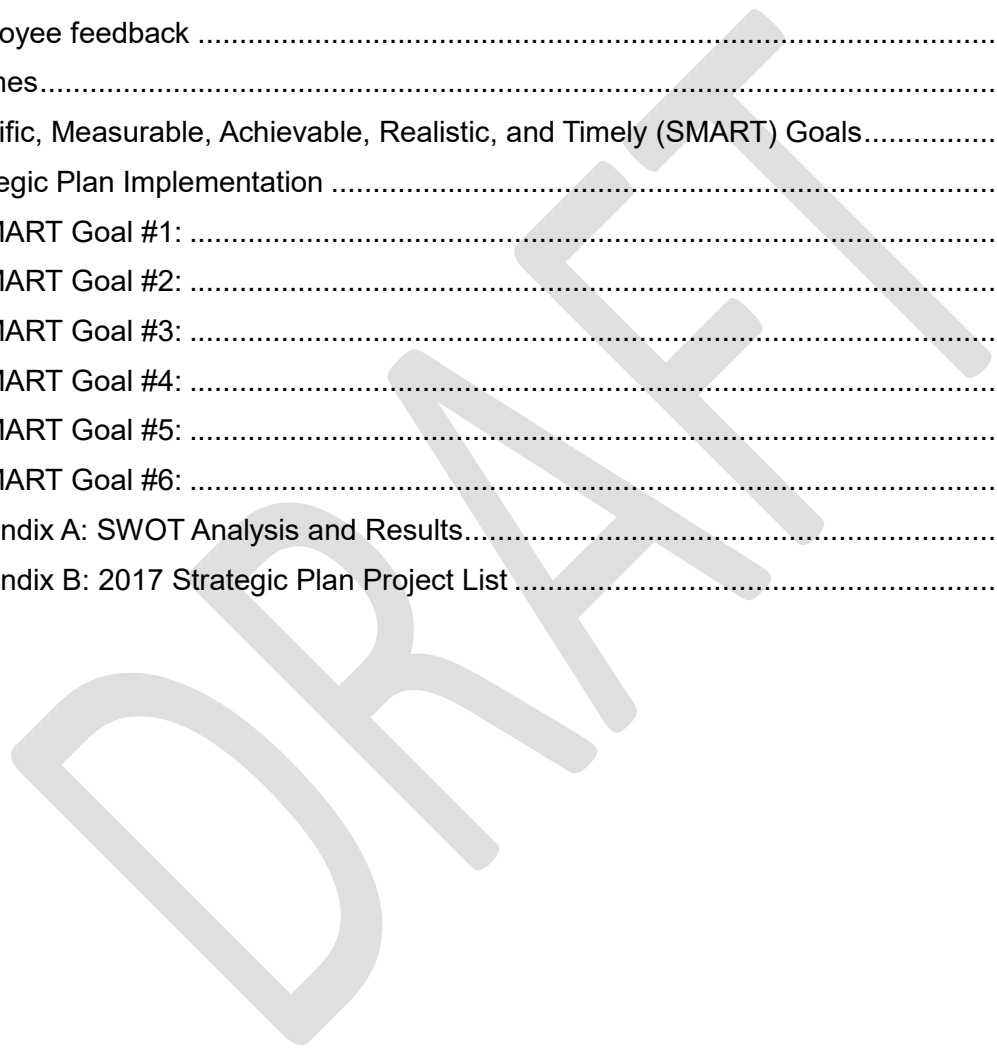 oyee feedback ....................................................................................................
nes....................................................................................................................
ific, Measurable, Achievable, Realistic, and Timely (SMART) Goals................
egic Plan Implementation ................................................................................
MART Goal #1: ..................................................................................................
MART Goal #2: ..................................................................................................
MART Goal #3: ..................................................................................................
MART Goal #4: ..................................................................................................
MART Goal #5: ..................................................................................................
MART Goal #6: ..................................................................................................
ndix A: SWOT Analysis and Results................................................................
ndix B: 2017 Strategic Plan Project List ..........................................................
DRAFT